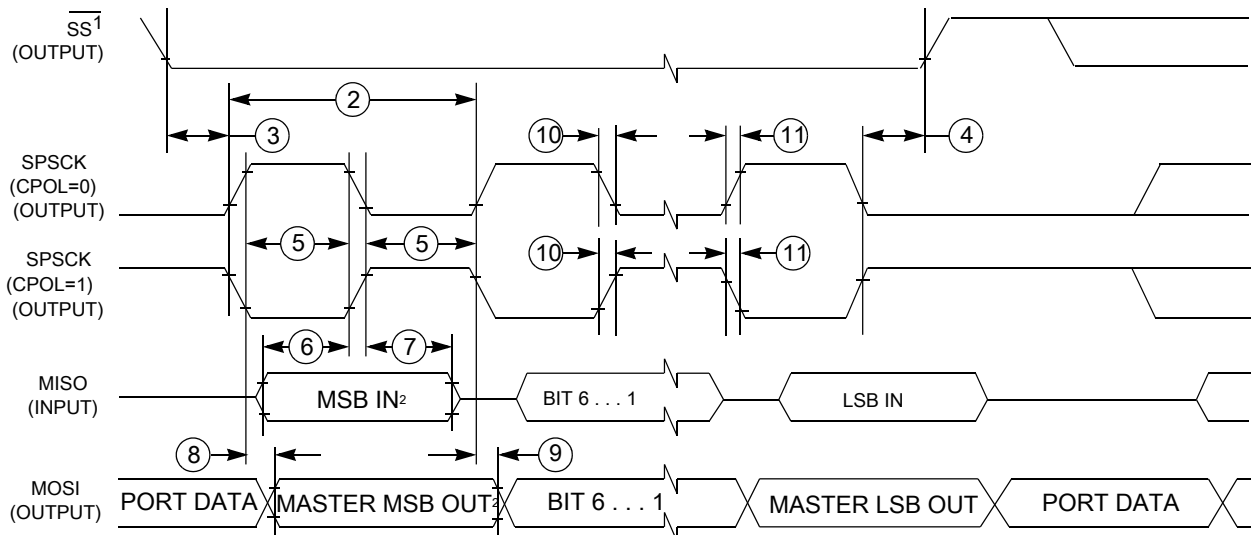 SS1
(OUTPUT)
2
3
10
11
4
SPSCK
(CPOL=0)
(OUTPUT)
5
5
SPSCK
(CPOL=1)
(OUTPUT)
10
11
6
7
MISO
(INPUT)
MSB IN2
BIT 6 . . . 1
LSB IN
8
9
MOSI
(OUTPUT)
PORT DATA
MASTER MSB OUT2
BIT 6 . . . 1
MASTER LSB OUT
PORT DATA